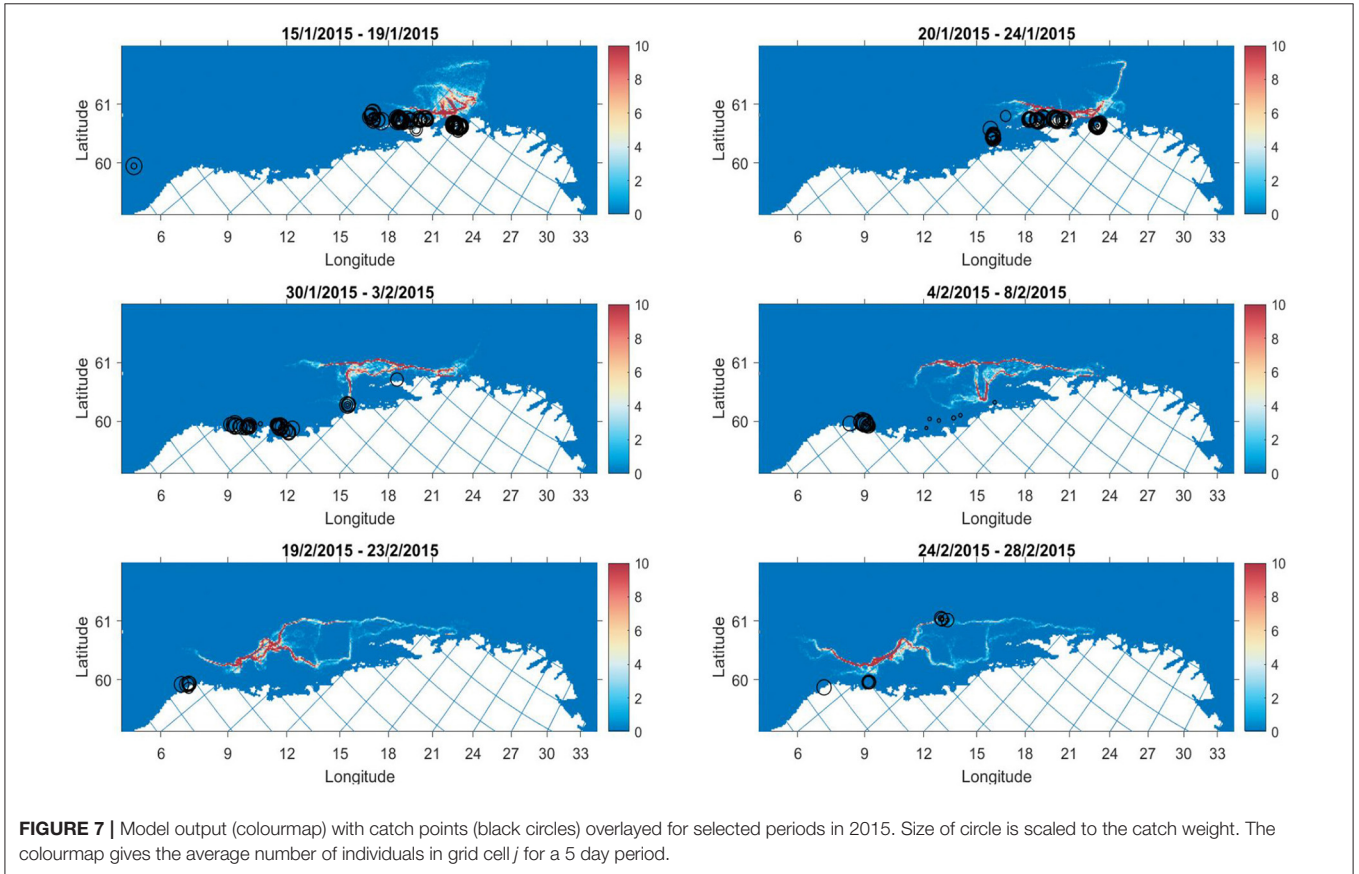 15/1/2015 - 19/1/2015
10
8
6
4
2
0
61
60
Latitude
6 9 12 15 18 21 24 27 30 33
Longitude
20/1/2015 - 24/1/2015
10
8
6
4
2
0
61
60
Latitude
6 9 12 15 18 21 24 27 30 33
Longitude
30/1/2015 - 3/2/2015
10
8
6
4
2
0
61
60
Latitude
6 9 12 15 18 21 24 27 30 33
Longitude
4/2/2015 - 8/2/2015
10
8
6
4
2
0
61
60
Latitude
6 9 12 15 18 21 24 27 30 33
Longitude
19/2/2015 - 23/2/2015
10
8
6
4
2
0
61
60
Latitude
6 9 12 15 18 21 24 27 30 33
Longitude
24/2/2015 - 28/2/2015
10
8
6
4
2
0
61
60
Latitude
6 9 12 15 18 21 24 27 30 33
Longitude
FIGURE 7 | Model output (colourmap) with catch points (black circles) overlayed for selected periods in 2015. Size of circle is scaled to the catch weight. The
colourmap gives the average number of individuals in grid cell j for a 5 day period.